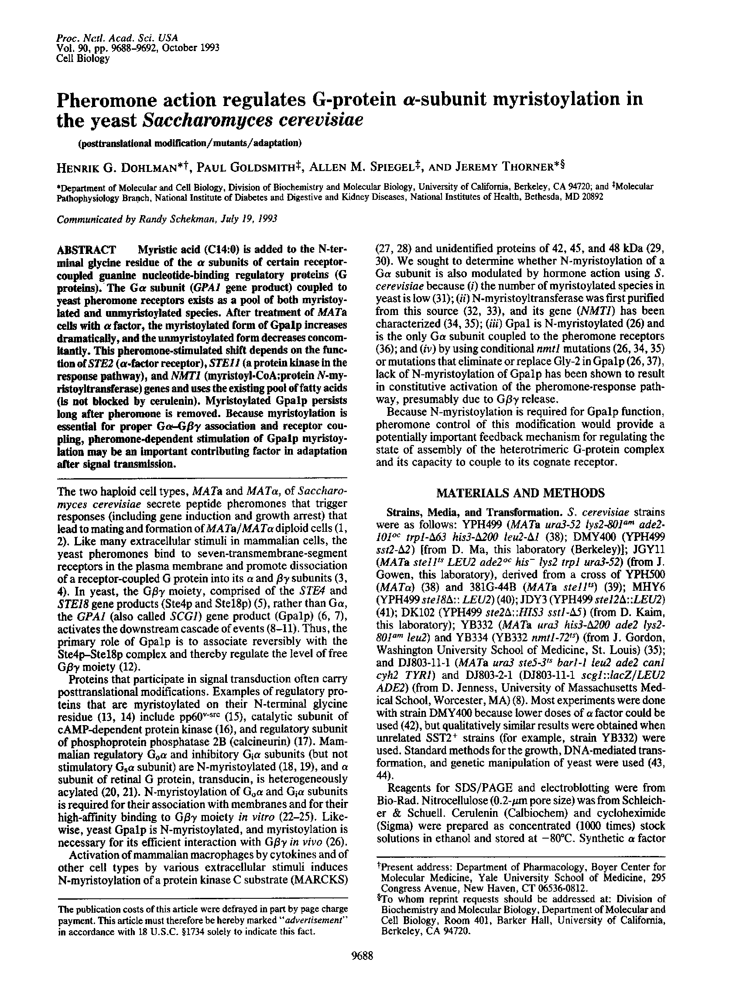 Proc. Natl. Acad. Sci. USA
Vol. 90, pp. 9688-9692, October 1993
Cell Biology
Pheromone action regulates G-protein α-subunit myristoylation in
the yeast Saccharomyces cerevisiae
(posttranslational modification/mutants/adaptation)
HENRIK G. DOHLMAN*†, PAUL GOLDSMITH‡, ALLEN M. SPIEGEL‡, AND JEREMY THORNER*§
*Department of Molecular and Cell Biology, Division of Biochemistry and Molecular Biology, University of California, Berkeley, CA 94720; and ‡Molecular
Pathophysiology Branch, National Institute of Diabetes and Digestive and Kidney Diseases, National Institutes of Health, Bethesda, MD 20892
Communicated by Randy Schekman, July 19, 1993
ABSTRACT Myristic acid (C14:0) is added to the N-ter-
minal glycine residue of the α subunits of certain receptor-
coupled guanine nucleotide-binding regulatory proteins (G
proteins). The Gα subunit (GPA1 gene product) coupled to
yeast pheromone receptors exists as a pool of both myristoy-
lated and unmyristoylated species. After treatment of MATa
cells with α factor, the myristoylated form of Gpa1p increases
dramatically, and the unmyristoylated form decreases concom-
itantly. This pheromone-stimulated shift depends on the func-
tion of STE2 (α-factor receptor), STE11 (a protein kinase in the
response pathway), and NMT1 (myristoyl-CoA:protein N-my-
ristoyltransferase) genes and uses the existing pool of fatty acids
(is not blocked by cerulenin). Myristoylated Gpa1p persists
long after pheromone is removed. Because myristoylation is
essential for proper Gα-Gβγ association and receptor cou-
pling, pheromone-dependent stimulation of Gpa1p myristoy-
lation may be an important contributing factor in adaptation
after signal transmission.
The two haploid cell types, MATa and MATα, of Saccharo-
myces cerevisiae secrete peptide pheromones that trigger
responses (including gene induction and growth arrest) that
lead to mating and formation of MATa/MATα diploid cells (1,
2). Like many extracellular stimuli in mammalian cells, the
yeast pheromones bind to seven-transmembrane-segment
receptors in the plasma membrane and promote dissociation
of a receptor-coupled G protein into its α and βγ subunits (3,
4). In yeast, the Gβγ moiety, comprised of the STE4 and
STE18 gene products (Ste4p and Ste18p) (5), rather than Gα,
the GPA1 (also called SCG1) gene product (Gpa1p) (6, 7),
activates the downstream cascade of events (8-11). Thus, the
primary role of Gpa1p is to associate reversibly with the
Ste4p-Ste18p complex and thereby regulate the level of free
Gβγ moiety (12).
Proteins that participate in signal transduction often carry
posttranslational modifications. Examples of regulatory pro-
teins that are myristoylated on their N-terminal glycine
residue (13, 14) include pp60v-src (15), catalytic subunit of
cAMP-dependent protein kinase (16), and regulatory subunit
of phosphoprotein phosphatase 2B (calcineurin) (17). Mam-
malian regulatory Goα and inhibitory Giα subunits (but not
stimulatory Gsα subunit) are N-myristoylated (18, 19), and α
subunit of retinal G protein, transducin, is heterogeneously
acylated (20, 21). N-myristoylation of Goα and Giα subunits
is required for their association with membranes and for their
high-affinity binding to Gβγ moiety in vitro (22-25). Like-
wise, yeast Gpa1p is N-myristoylated, and myristoylation is
necessary for its efficient interaction with Gβγ in vivo (26).
Activation of mammalian macrophages by cytokines and of
other cell types by various extracellular stimuli induces
N-myristoylation of a protein kinase C substrate (MARCKS)
The publication costs of this article were defrayed in part by page charge
payment. This article must therefore be hereby marked "advertisement"
in accordance with 18 U.S.C. §1734 solely to indicate this fact.
(27, 28) and unidentified proteins of 42, 45, and 48 kDa (29,
30). We sought to determine whether N-myristoylation of a
Gα subunit is also modulated by hormone action using S.
cerevisiae because (i) the number of myristoylated species in
yeast is low (31); (ii) N-myristoyltransferase was first purified
from this source (32, 33), and its gene (NMT1) has been
characterized (34, 35); (iii) Gpa1 is N-myristoylated (26) and
is the only Gα subunit coupled to the pheromone receptors
(36); and (iv) by using conditional nmt1 mutations (26, 34, 35)
or mutations that eliminate or replace Gly-2 in Gpa1p (26, 37),
lack of N-myristoylation of Gpa1p has been shown to result
in constitutive activation of the pheromone-response path-
way, presumably due to Gβγ release.
Because N-myristoylation is required for Gpa1p function,
pheromone control of this modification would provide a
potentially important feedback mechanism for regulating the
state of assembly of the heterotrimeric G-protein complex
and its capacity to couple to its cognate receptor.
MATERIALS AND METHODS
Strains, Media, and Transformation. S. cerevisiae strains
were as follows: YPH499 (MATa ura3-52 lys2-801am ade2-
101oc trp1-Δ63 his3-Δ200 leu2-Δ1 (38); DMY400 (YPH499
sst2-Δ2) [from D. Ma, this laboratory (Berkeley)]; JGY11
(MATa ste11ts LEU2 ade2oc his- lys2 trp1 ura3-52) (from J.
Gowen, this laboratory), derived from a cross of YPH500
(MATα) (38) and 381G-44B (MATa ste11ts) (39); MHY6
(YPH499 ste18Δ:: LEU2) (40); JDY3 (YPH499 ste12Δ::LEU2)
(41); DK102 (YPH499 ste2Δ::HIS3 sst1-Δ5) (from D. Kaim,
this laboratory); YB332 (MATa ura3 his3-Δ200 ade2 lys2-
801am leu2) and YB334 (YB332 nmt1-72ts) (from J. Gordon,
Washington University School of Medicine, St. Louis) (35);
and DJ803-11-1 (MATa ura3 ste5-3ts bar1-1 leu2 ade2 can1
cyh2 TYR1) and DJ803-2-1 (DJ803-11-1 scg1::lacZ/LEU2
ADE2) (from D. Jenness, University of Massachusetts Med-
ical School, Worcester, MA) (8). Most experiments were done
with strain DMY400 because lower doses of α factor could be
used (42), but qualitatively similar results were obtained when
unrelated SST2+ strains (for example, strain YB332) were
used. Standard methods for the growth, DNA-mediated trans-
formation, and genetic manipulation of yeast were used (43,
44).
Reagents for SDS/PAGE and electroblotting were from
Bio-Rad. Nitrocellulose (0.2-μm pore size) was from Schleich-
er & Schuell. Cerulenin (Calbiochem) and cycloheximide
(Sigma) were prepared as concentrated (1000 times) stock
solutions in ethanol and stored at −80°C. Synthetic α factor
†Present address: Department of Pharmacology, Boyer Center for
Molecular Medicine, Yale University School of Medicine, 295
Congress Avenue, New Haven, CT 06536-0812.
§To whom reprint requests should be addressed at: Division of
Biochemistry and Molecular Biology, Department of Molecular and
Cell Biology, Room 401, Barker Hall, University of California,
Berkeley, CA 94720.
9688